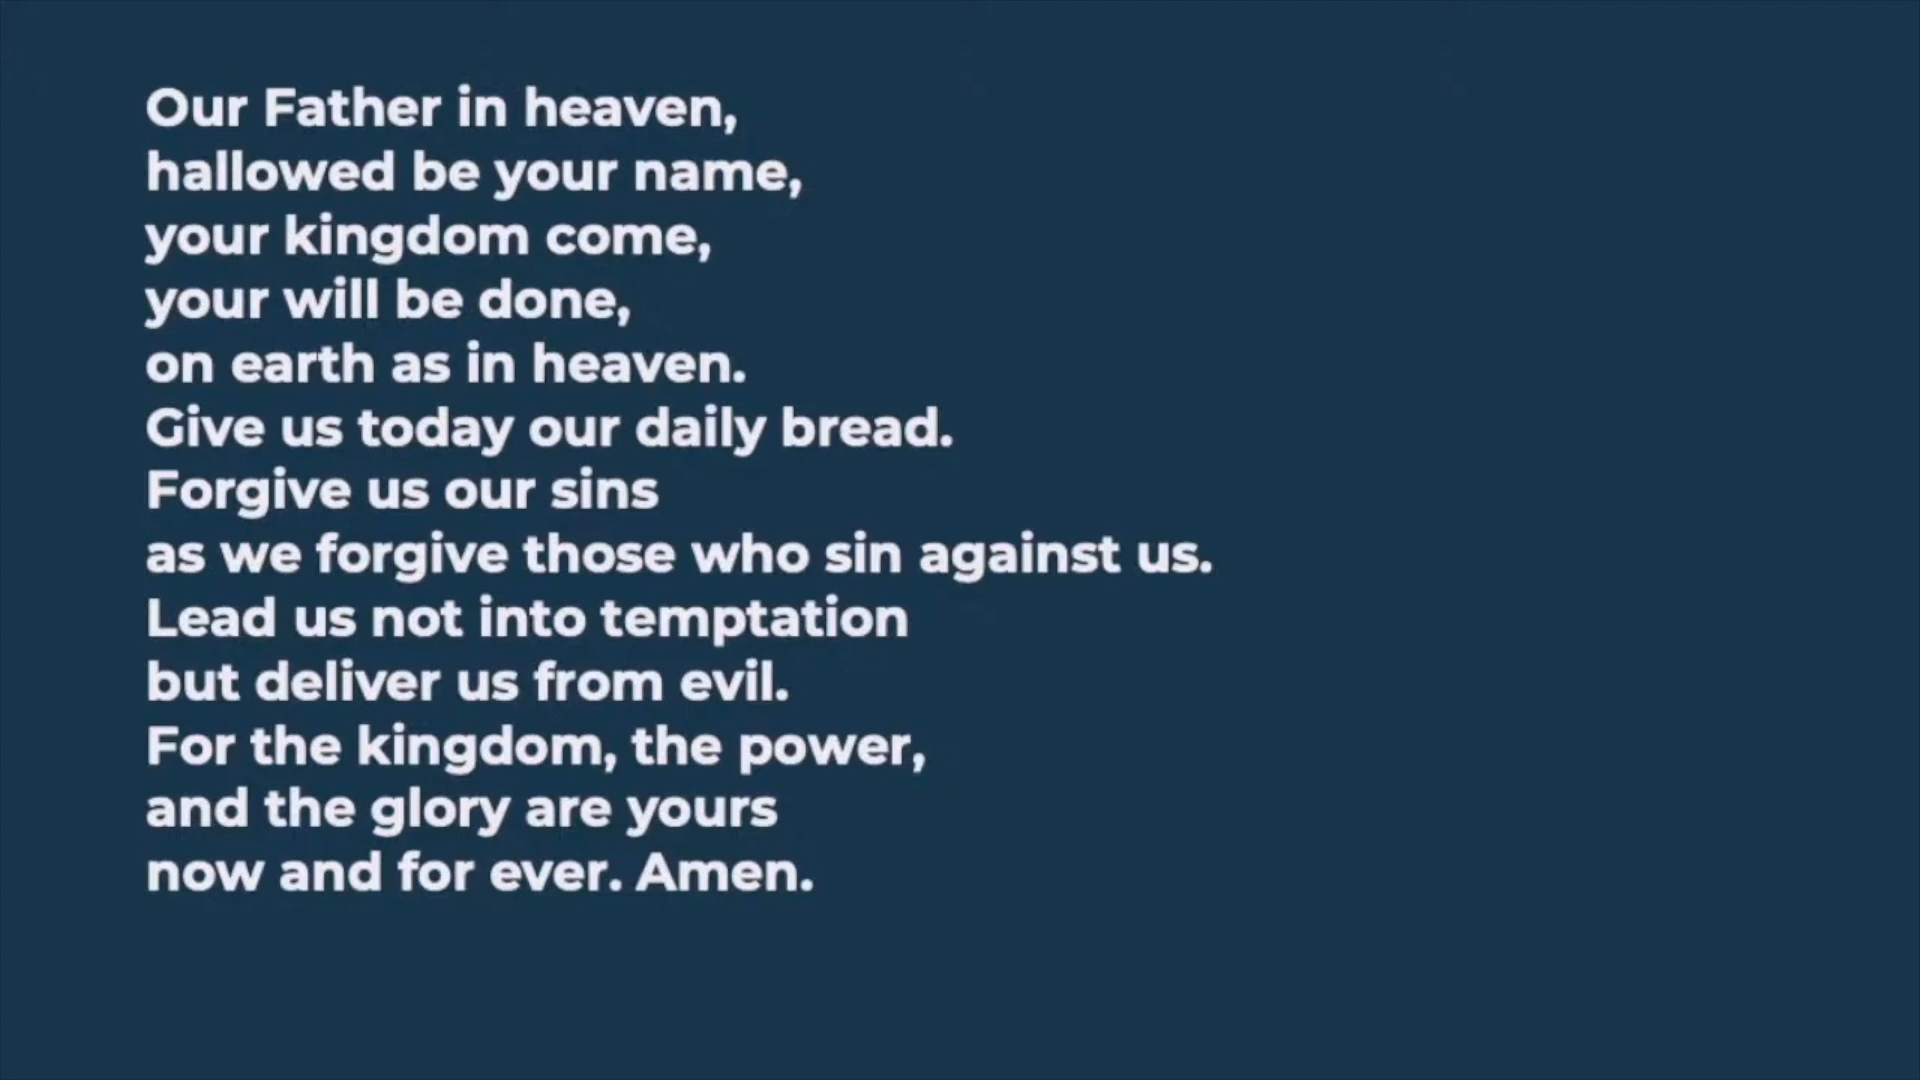 Our Father in heaven,
hallowed be your name,
your kingdom come,
your will be done,
on earth as in heaven.
Give us today our daily bread.
Forgive us our sins
as we forgive those who sin against us.
Lead us not into temptation
but deliver us from evil.
For the kingdom, the power,
and the glory are yours
now and for ever. Amen.